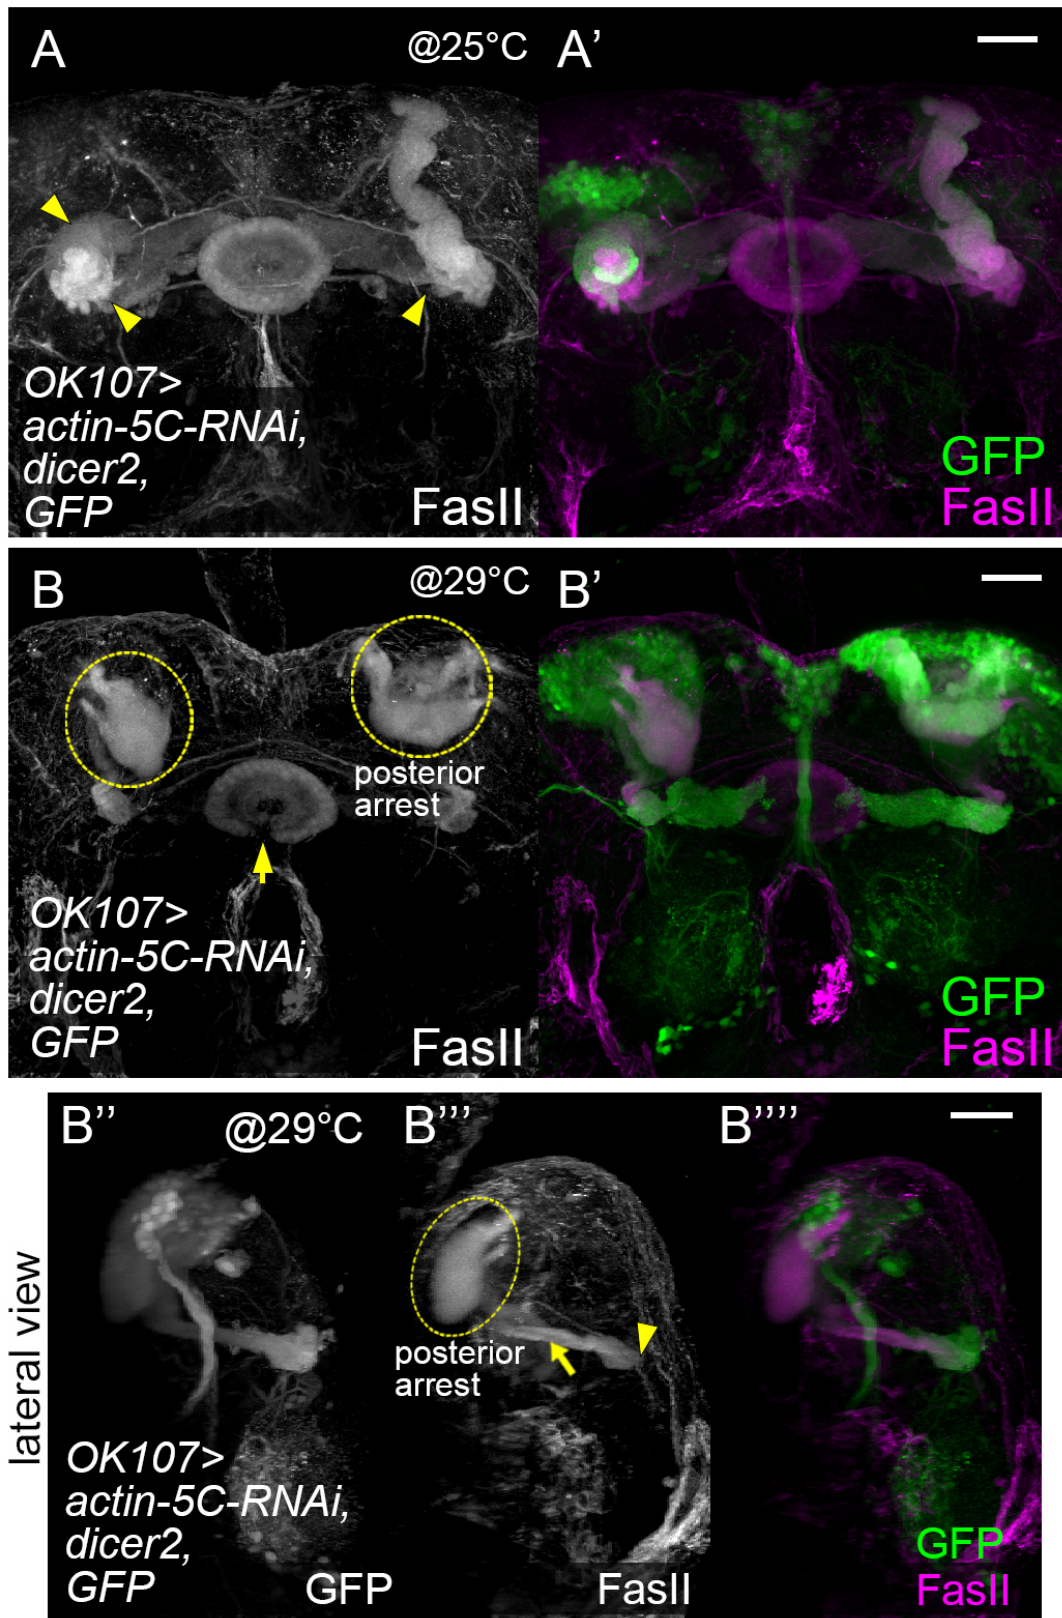 A
@25°C
A’
OK107>
actin-5C-RNAi,
dicer2,
GFP
FasII
GFP
FasII
B
@29°C
B’
posterior
arrest
OK107>
actin-5C-RNAi,
dicer2,
GFP
FasII
GFP
FasII
lateral view
B’’
@29°C
B’’’
B’’’’
posterior
arrest
OK107>
actin-5C-RNAi,
dicer2,
GFP
GFP
FasII
GFP
FasII